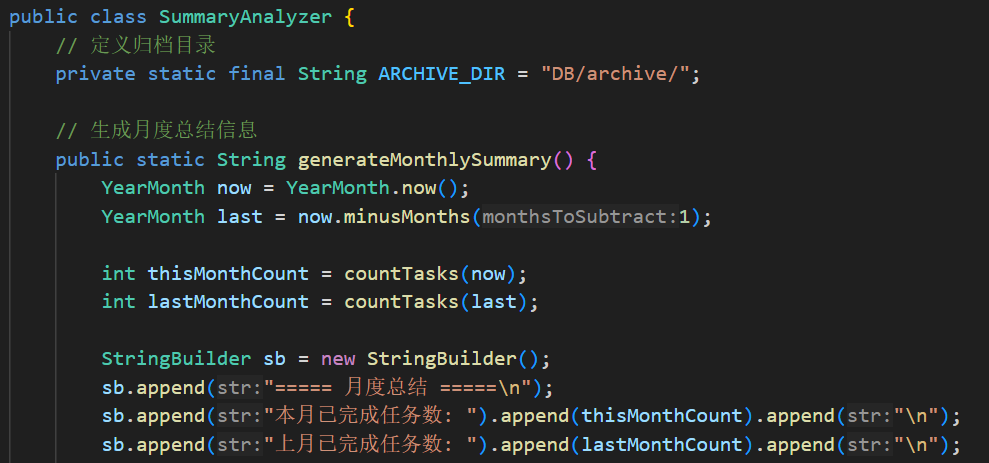 public class SummaryAnalyzer {
// 定义归档目录
private static final String ARCHIVE_DIR = "DB/archive/";
// 生成月度总结信息
public static String generateMonthlySummary() {
YearMonth now = YearMonth.now();
YearMonth last = now.minusMonths(monthsToSubtract:1);
int thisMonthCount = countTasks(now);
int lastMonthCount = countTasks(last);
StringBuilder sb = new StringBuilder();
sb.append(str:"===== 月度总结 =====\n");
sb.append(str:"本月已完成任务数: ").append(thisMonthCount).append(str:"\n");
sb.append(str:"上月已完成任务数: ").append(lastMonthCount).append(str:"\n");